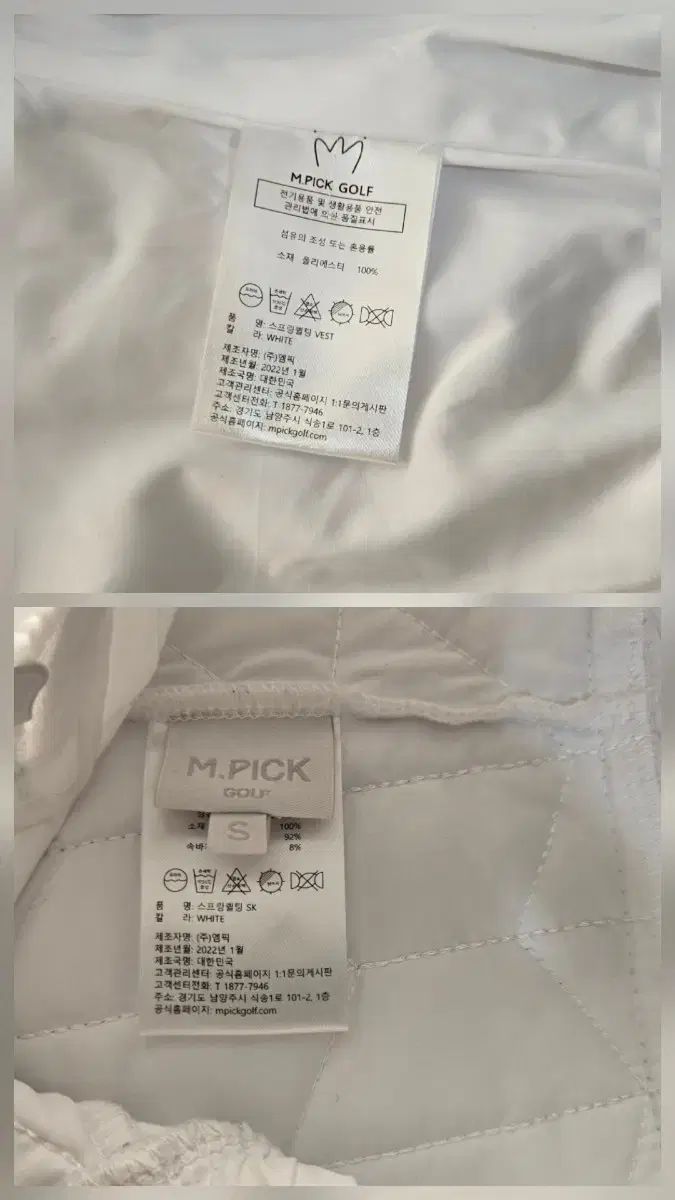 M.PICK GOLF
전기용품 및 생활용품 안전
관리법에 의한 품질표시
섬유의 조성 또는 혼용률
소재 폴리에스터 100%
품 명: 스프랑퀼팅 VEST
칼 라: WHITE
제조자명: (주)엠픽
제조년월: 2022년 1월
제조국명: 대한민국
고객관리센터: 공식홈페이지 1:1문의게시판
고객센터전화: T 1877-7946
주소: 경기도 남양주시 식송1로 101-2, 1층
공식홈페이지: mpickgolf.com
M.PICK
GOLF
S
소재 100%
92%
속바 8%
품 명: 스프랑퀼팅 SK
칼 라: WHITE
제조자명: (주)엠픽
제조년월: 2022년 1월
제조국명: 대한민국
고객관리센터: 공식홈페이지 1:1문의게시판
고객센터전화: T 1877-7946
주소: 경기도 남양주시 식송1로 101-2, 1층
공식홈페이지: mpickgolf.com